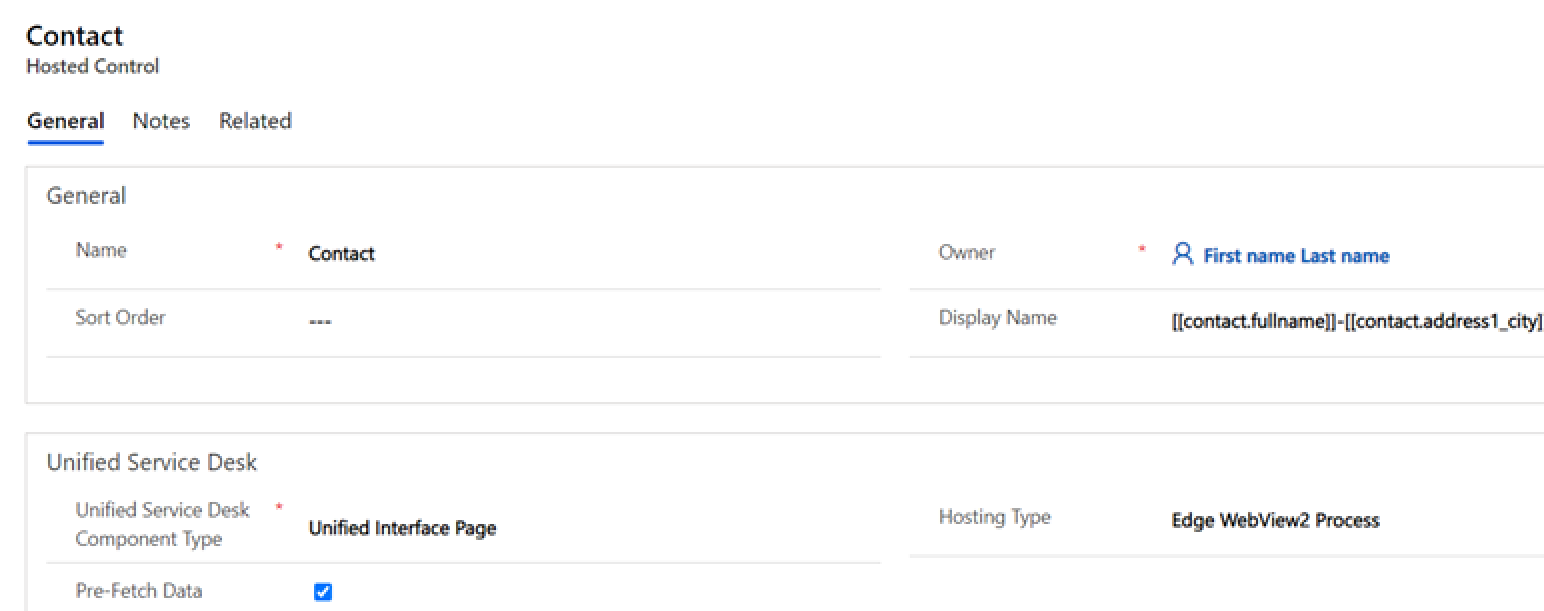 Contact
Hosted Control
General Notes Related
General
Name * Contact
Owner * First name Last name
Sort Order ---
Display Name [[contact.fullname]]-[[contact.address1_city]
Unified Service Desk
Unified Service Desk * 
Component Type
Unified Interface Page
Hosting Type Edge WebView2 Process
Pre-Fetch Data